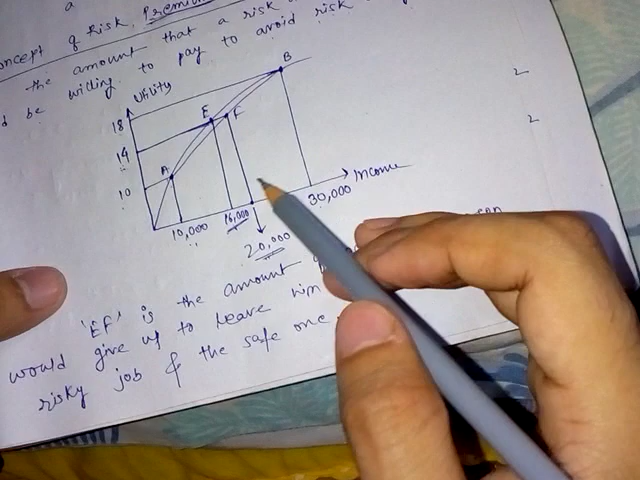 a
concept of Risk Premium
the amount that a risk
d be willing to pay to avoid risk
Utility
B
18
E
F
14
A
10
Income
10,000
16,000
30,000
20,000
'EF' is the amount
would give up to leave him
risky job & the safe one